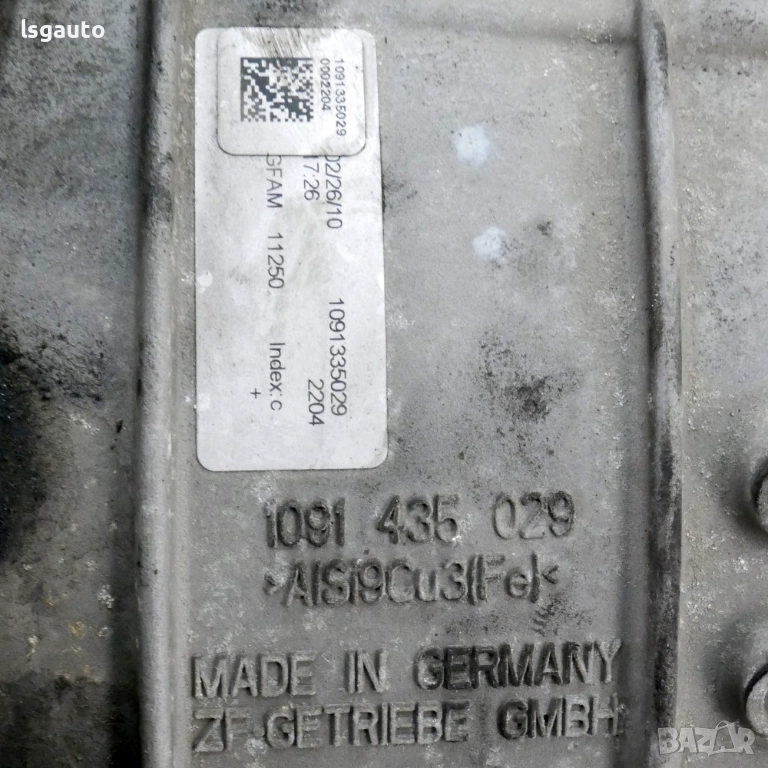 lsgauto
1091335029
0002204
02/26/10
17:26
GFAM 11250.
Index:c
+
1091335029
2204
1091 435 029
>AlSi9Cu3(Fe)<
MADE IN GERMANY
ZF-GETRIEBE GMBH
BAZAR